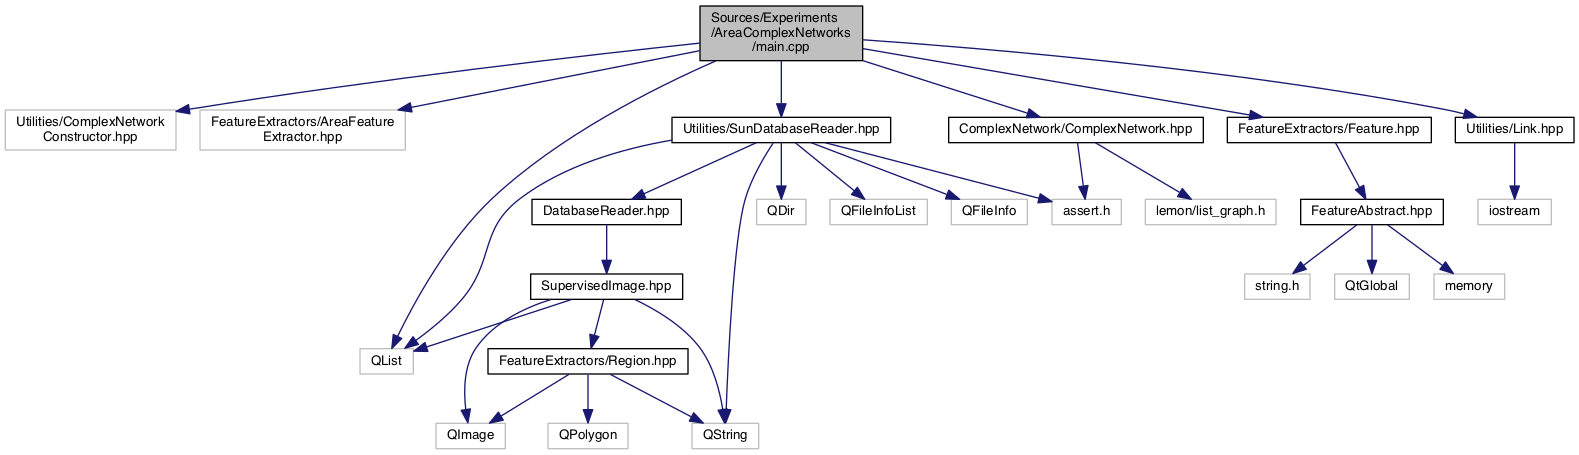 Sources/Experiments
/AreaComplexNetworks
/main.cpp
Utilities/ComplexNetwork
Constructor.hpp
FeatureExtractors/AreaFeature
Extractor.hpp
Utilities/SunDatabaseReader.hpp
ComplexNetwork/ComplexNetwork.hpp
FeatureExtractors/Feature.hpp
Utilities/Link.hpp
DatabaseReader.hpp
QDir
QFileInfoList
QFileInfo
assert.h
lemon/list_graph.h
FeatureAbstract.hpp
iostream
SupervisedImage.hpp
string.h
QtGlobal
memory
QList
FeatureExtractors/Region.hpp
QImage
QPolygon
QString